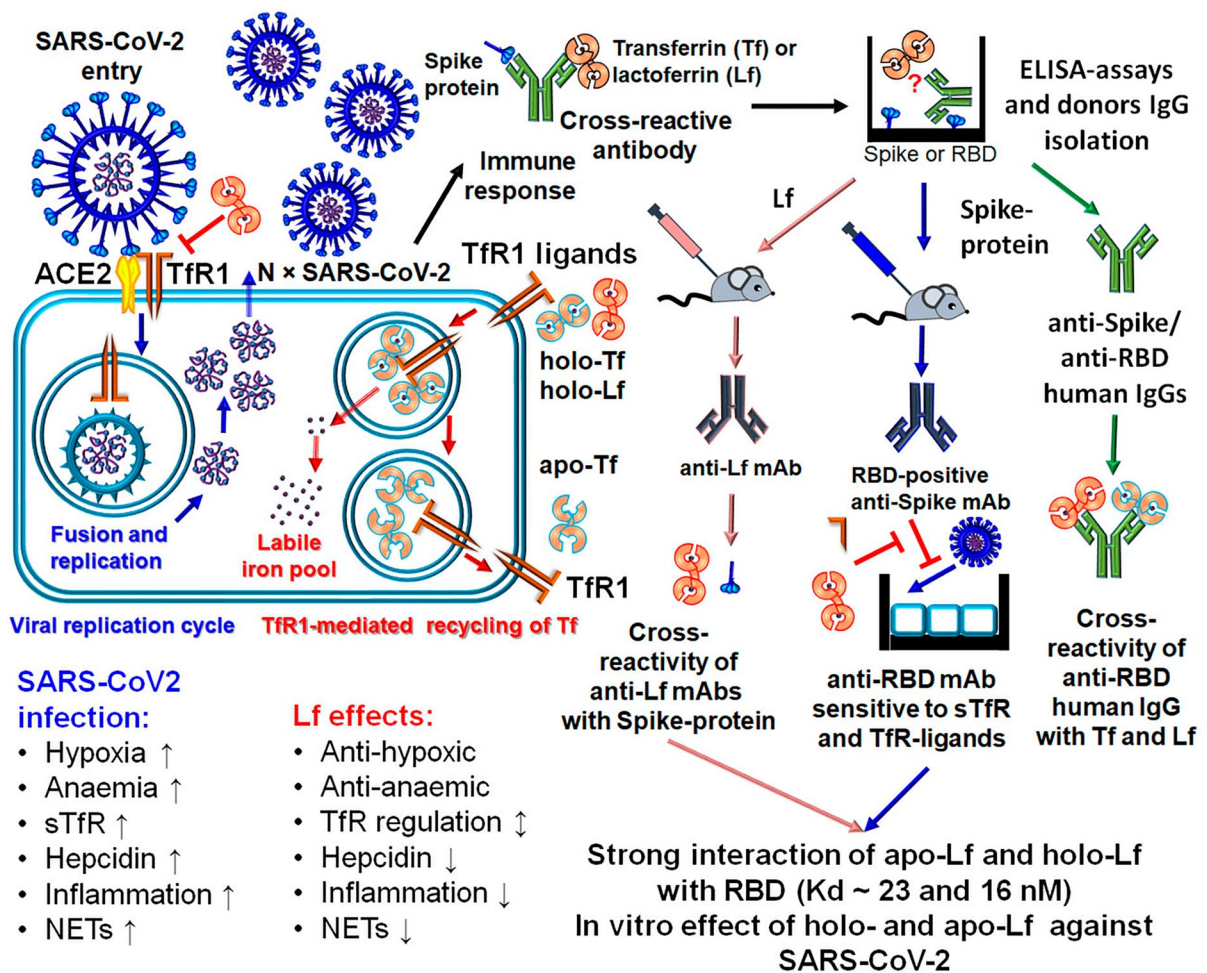 SARS-CoV-2
entry
Spike
protein
Transferrin (Tf) or
lactoferrin (Lf)
Cross-reactive
antibody
Immune
response
?
Spike or RBD
ELISA-assays
and donors IgG
isolation
Lf
Spike-
protein
ACE2
TfR1
N × SARS-CoV-2
TfR1 ligands
holo-Tf
holo-Lf
apo-Tf
anti-Spike/
anti-RBD
human IgGs
anti-Lf mAb
RBD-positive
anti-Spike mAb
Fusion and
replication
Labile
iron pool
TfR1
Viral replication cycle
TfR1-mediated recycling of Tf
Cross-
reactivity of
anti-Lf mAbs
with Spike-protein
anti-RBD mAb
sensitive to sTfR
and TfR-ligands
Cross-
reactivity of
anti-RBD
human IgG
with Tf and Lf
SARS-CoV2
infection:
• Hypoxia ↑
• Anaemia ↑
• sTfR ↑
• Hepcidin ↑
• Inflammation ↑
• NETs ↑
Lf effects:
• Anti-hypoxic
• Anti-anaemic
• TfR regulation ↕
• Hepcidin ↓
• Inflammation ↓
• NETs ↓
Strong interaction of apo-Lf and holo-Lf
with RBD (Kd ~ 23 and 16 nM)
In vitro effect of holo- and apo-Lf against
SARS-CoV-2